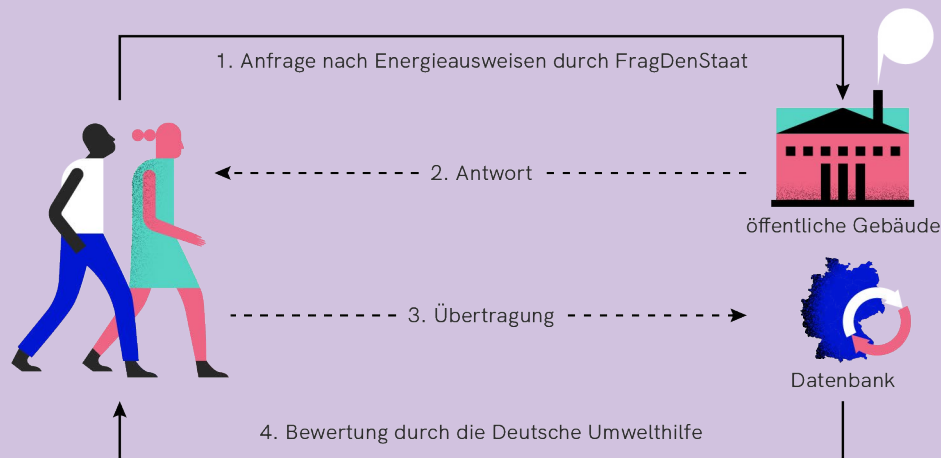 1. Anfrage nach Energieausweisen durch FragDenStaat
2. Antwort
öffentliche Gebäude
3. Übertragung
Datenbank
4. Bewertung durch die Deutsche Umwelthilfe